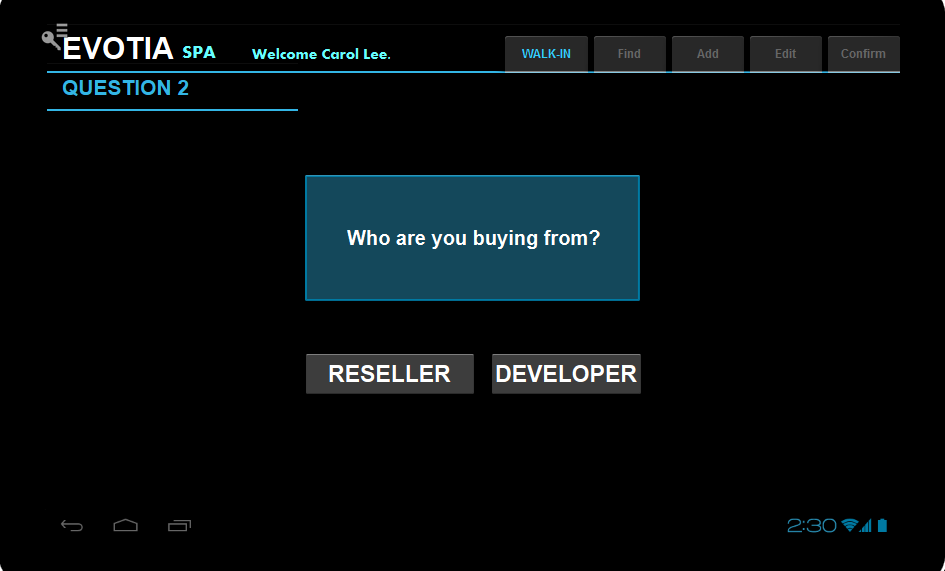 EVOTIA SPA Welcome Carol Lee. WALK-IN Find Add Edit Confirm
QUESTION 2
Who are you buying from?
RESELLER DEVELOPER
2:30